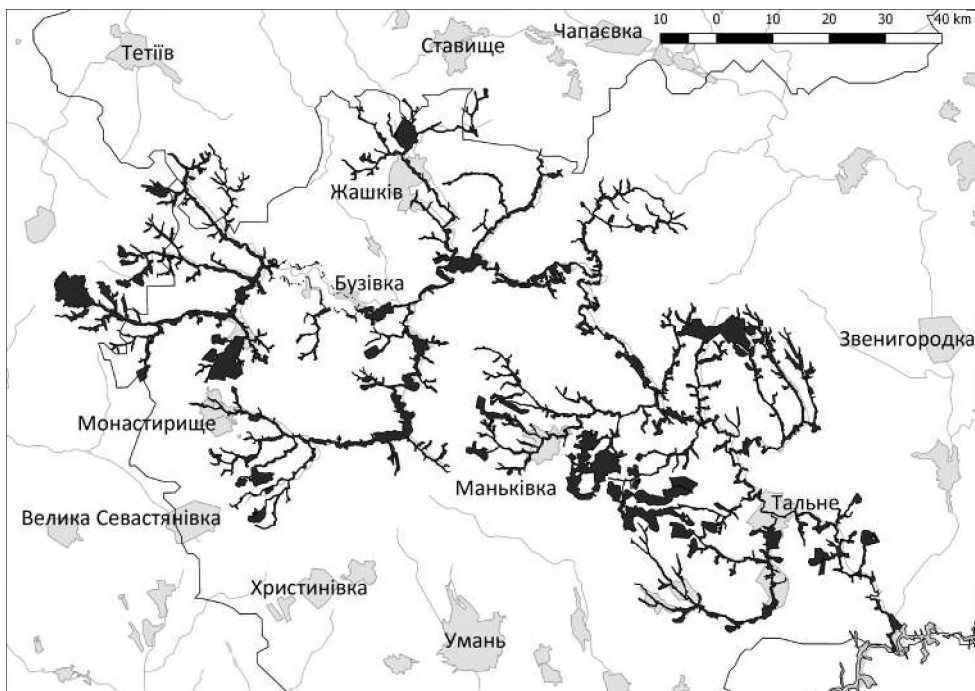 10 0 10 20 30 40 km
Тетіїв
Ставище
Чапаєвка
Жашків
Бузівка
Звенигородка
Монастирище
Маньківка
Тальне
Велика Севастянівка
Христинівка
Умань